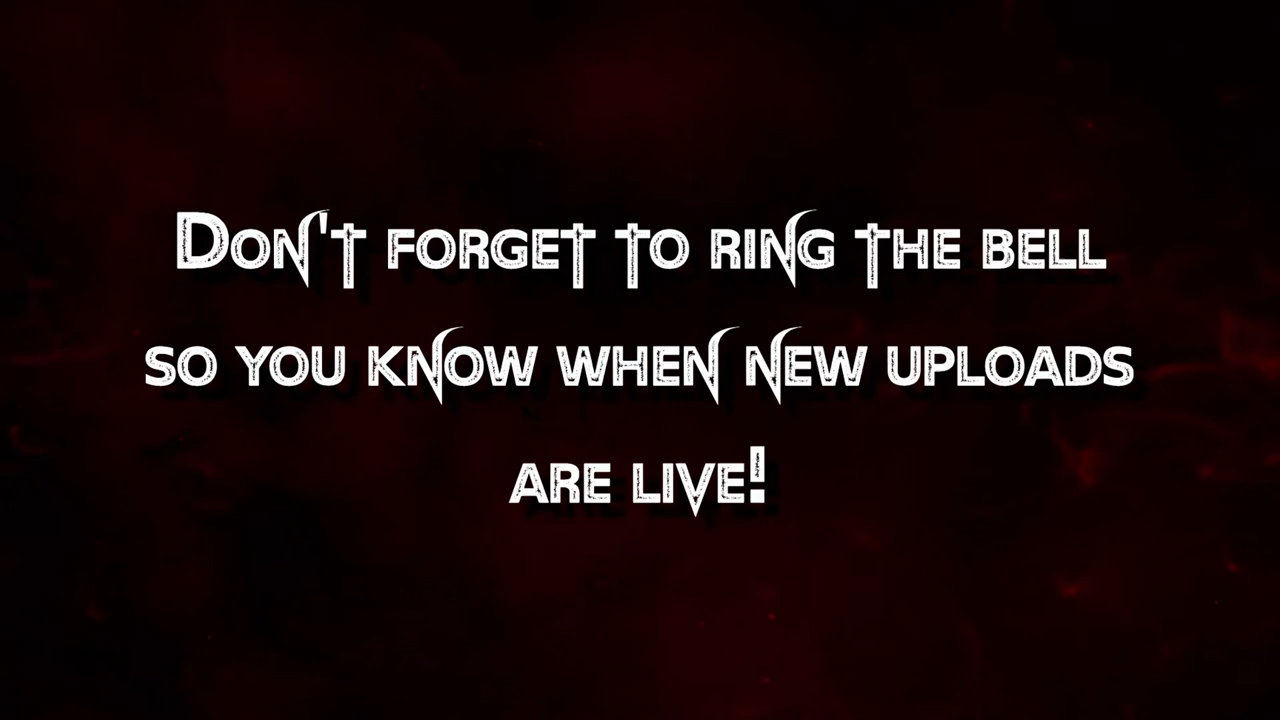 Don't forget to ring the bell
so you know when new uploads
are live!